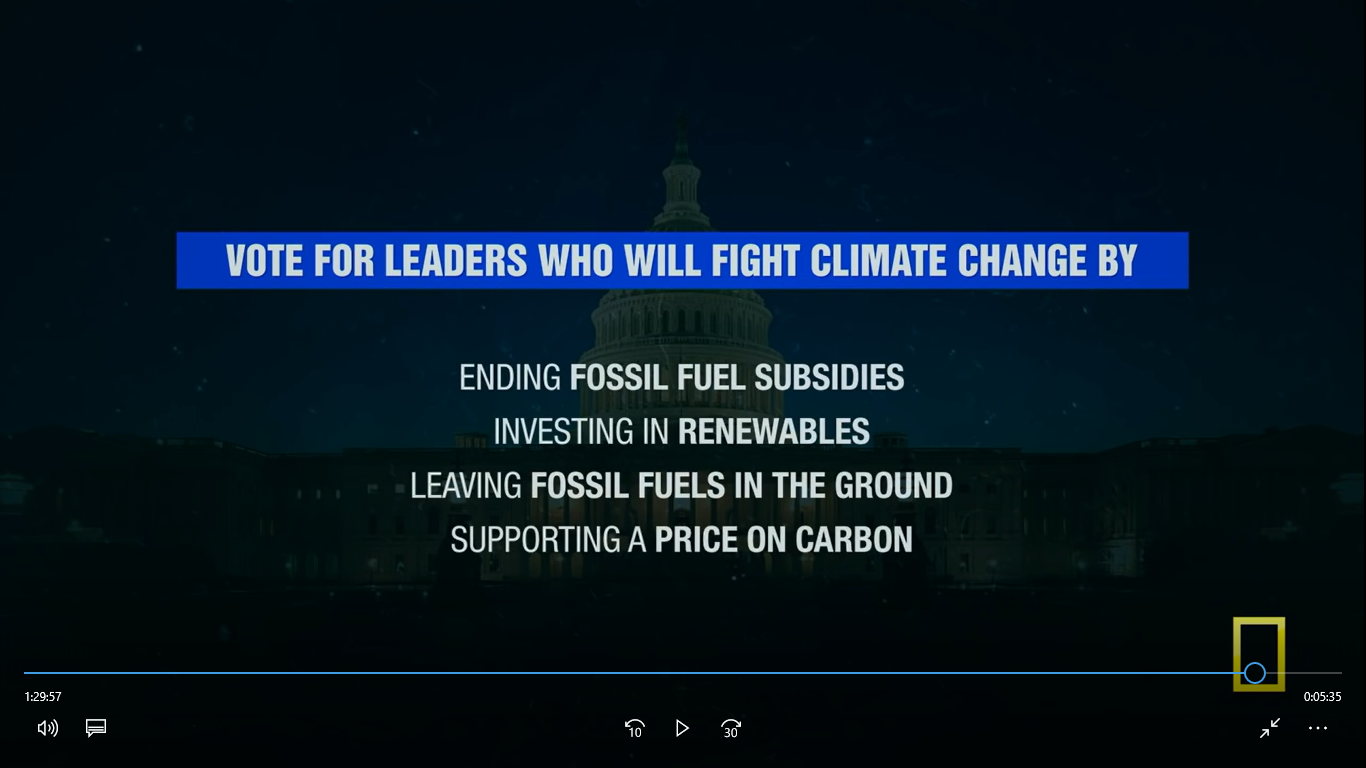 VOTE FOR LEADERS WHO WILL FIGHT CLIMATE CHANGE BY
ENDING FOSSIL FUEL SUBSIDIES
INVESTING IN RENEWABLES
LEAVING FOSSIL FUELS IN THE GROUND
SUPPORTING A PRICE ON CARBON
1:29:57
0:05:35
10
30